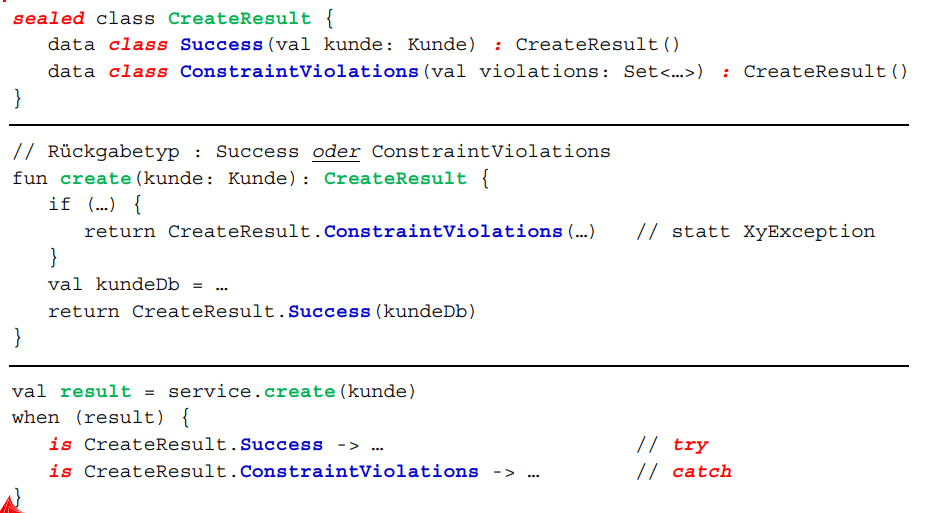 sealed class CreateResult {
   data class Success(val kunde: Kunde) : CreateResult()
   data class ConstraintViolations(val violations: Set<…>) : CreateResult()
}
// Rückgabetyp : Success oder ConstraintViolations
fun create(kunde: Kunde): CreateResult {
   if (…) {
      return CreateResult.ConstraintViolations(…)   // statt XyException
   }
   val kundeDb = …
   return CreateResult.Success(kundeDb)
}
val result = service.create(kunde)
when (result) {
   is CreateResult.Success -> …                     // try
   is CreateResult.ConstraintViolations -> …        // catch
}